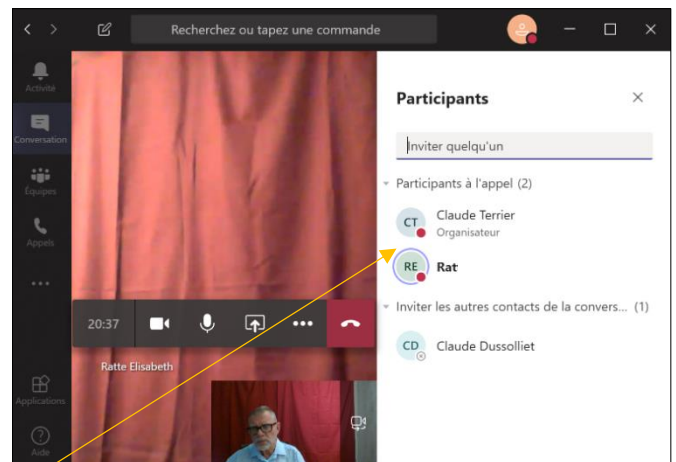 Recherchez ou tapez une commande
Activité
Conversation
Équipes
Appels
Applications
Aide
20:37
Ratte Elisabeth
Participants
Inviter quelqu'un
Participants à l'appel (2)
CT
Claude Terrier
Organisateur
RE
Rat
Inviter les autres contacts de la convers... (1)
CD
Claude Dussolliet